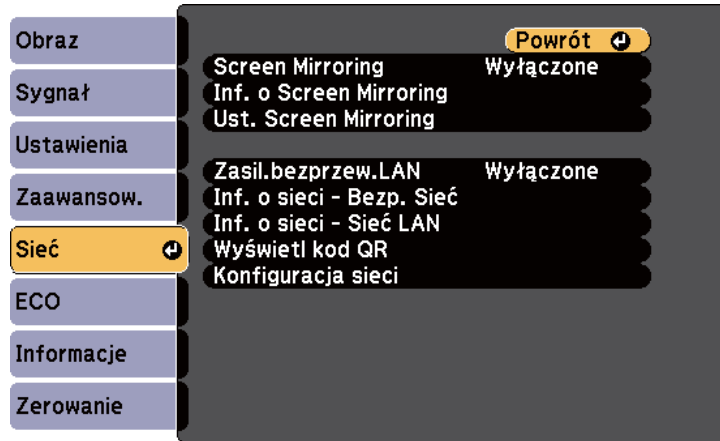 Obraz
Sygnał
Ustawienia
Zaawansow.
Sieć
ECO
Informacje
Zerowanie
Powrót
Screen Mirroring Wyłączone
Inf. o Screen Mirroring
Ust. Screen Mirroring
Zasil.bezprzew.LAN Wyłączone
Inf. o sieci - Bezp. Sieć
Inf. o sieci - Sieć LAN
Wyświetl kod QR
Konfiguracja sieci